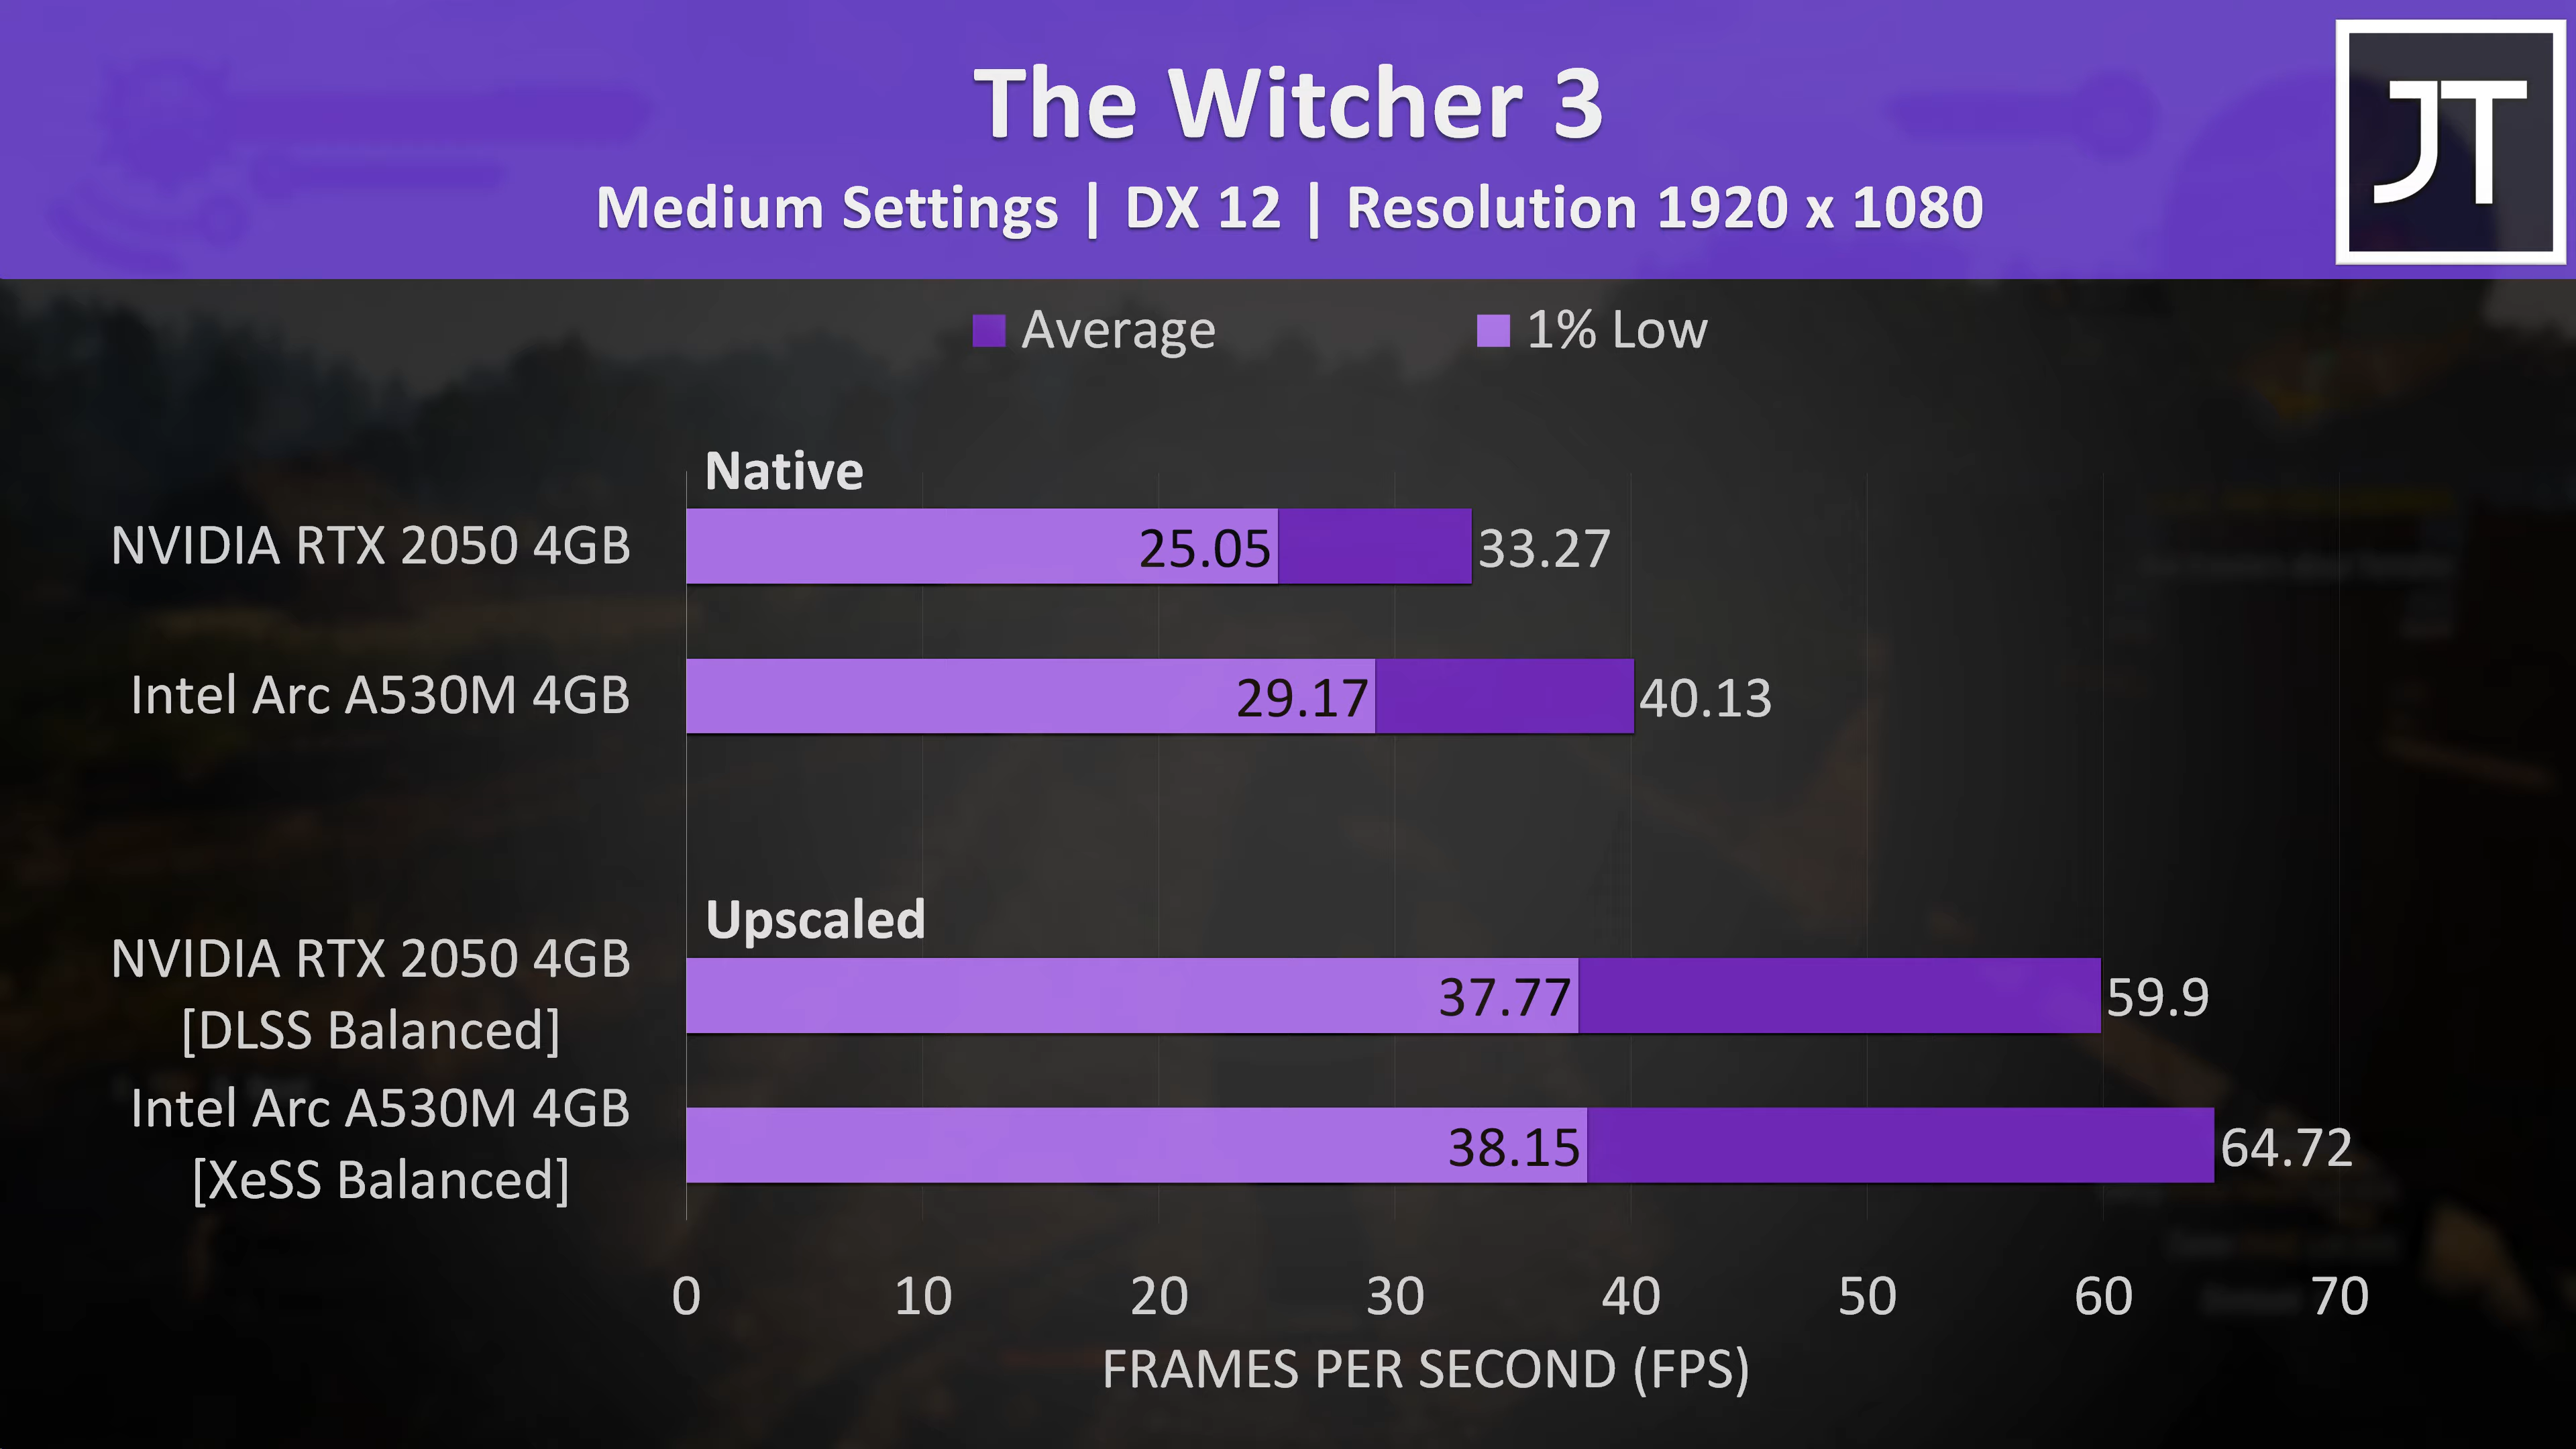 The Witcher 3
JT
Medium Settings | DX 12 | Resolution 1920 x 1080
Average
1% Low
Native
NVIDIA RTX 2050 4GB
25.05
33.27
Intel Arc A530M 4GB
29.17
40.13
Upscaled
NVIDIA RTX 2050 4GB
[DLSS Balanced]
37.77
59.9
Intel Arc A530M 4GB
[XeSS Balanced]
38.15
64.72
0 10 20 30 40 50 60 70
FRAMES PER SECOND (FPS)